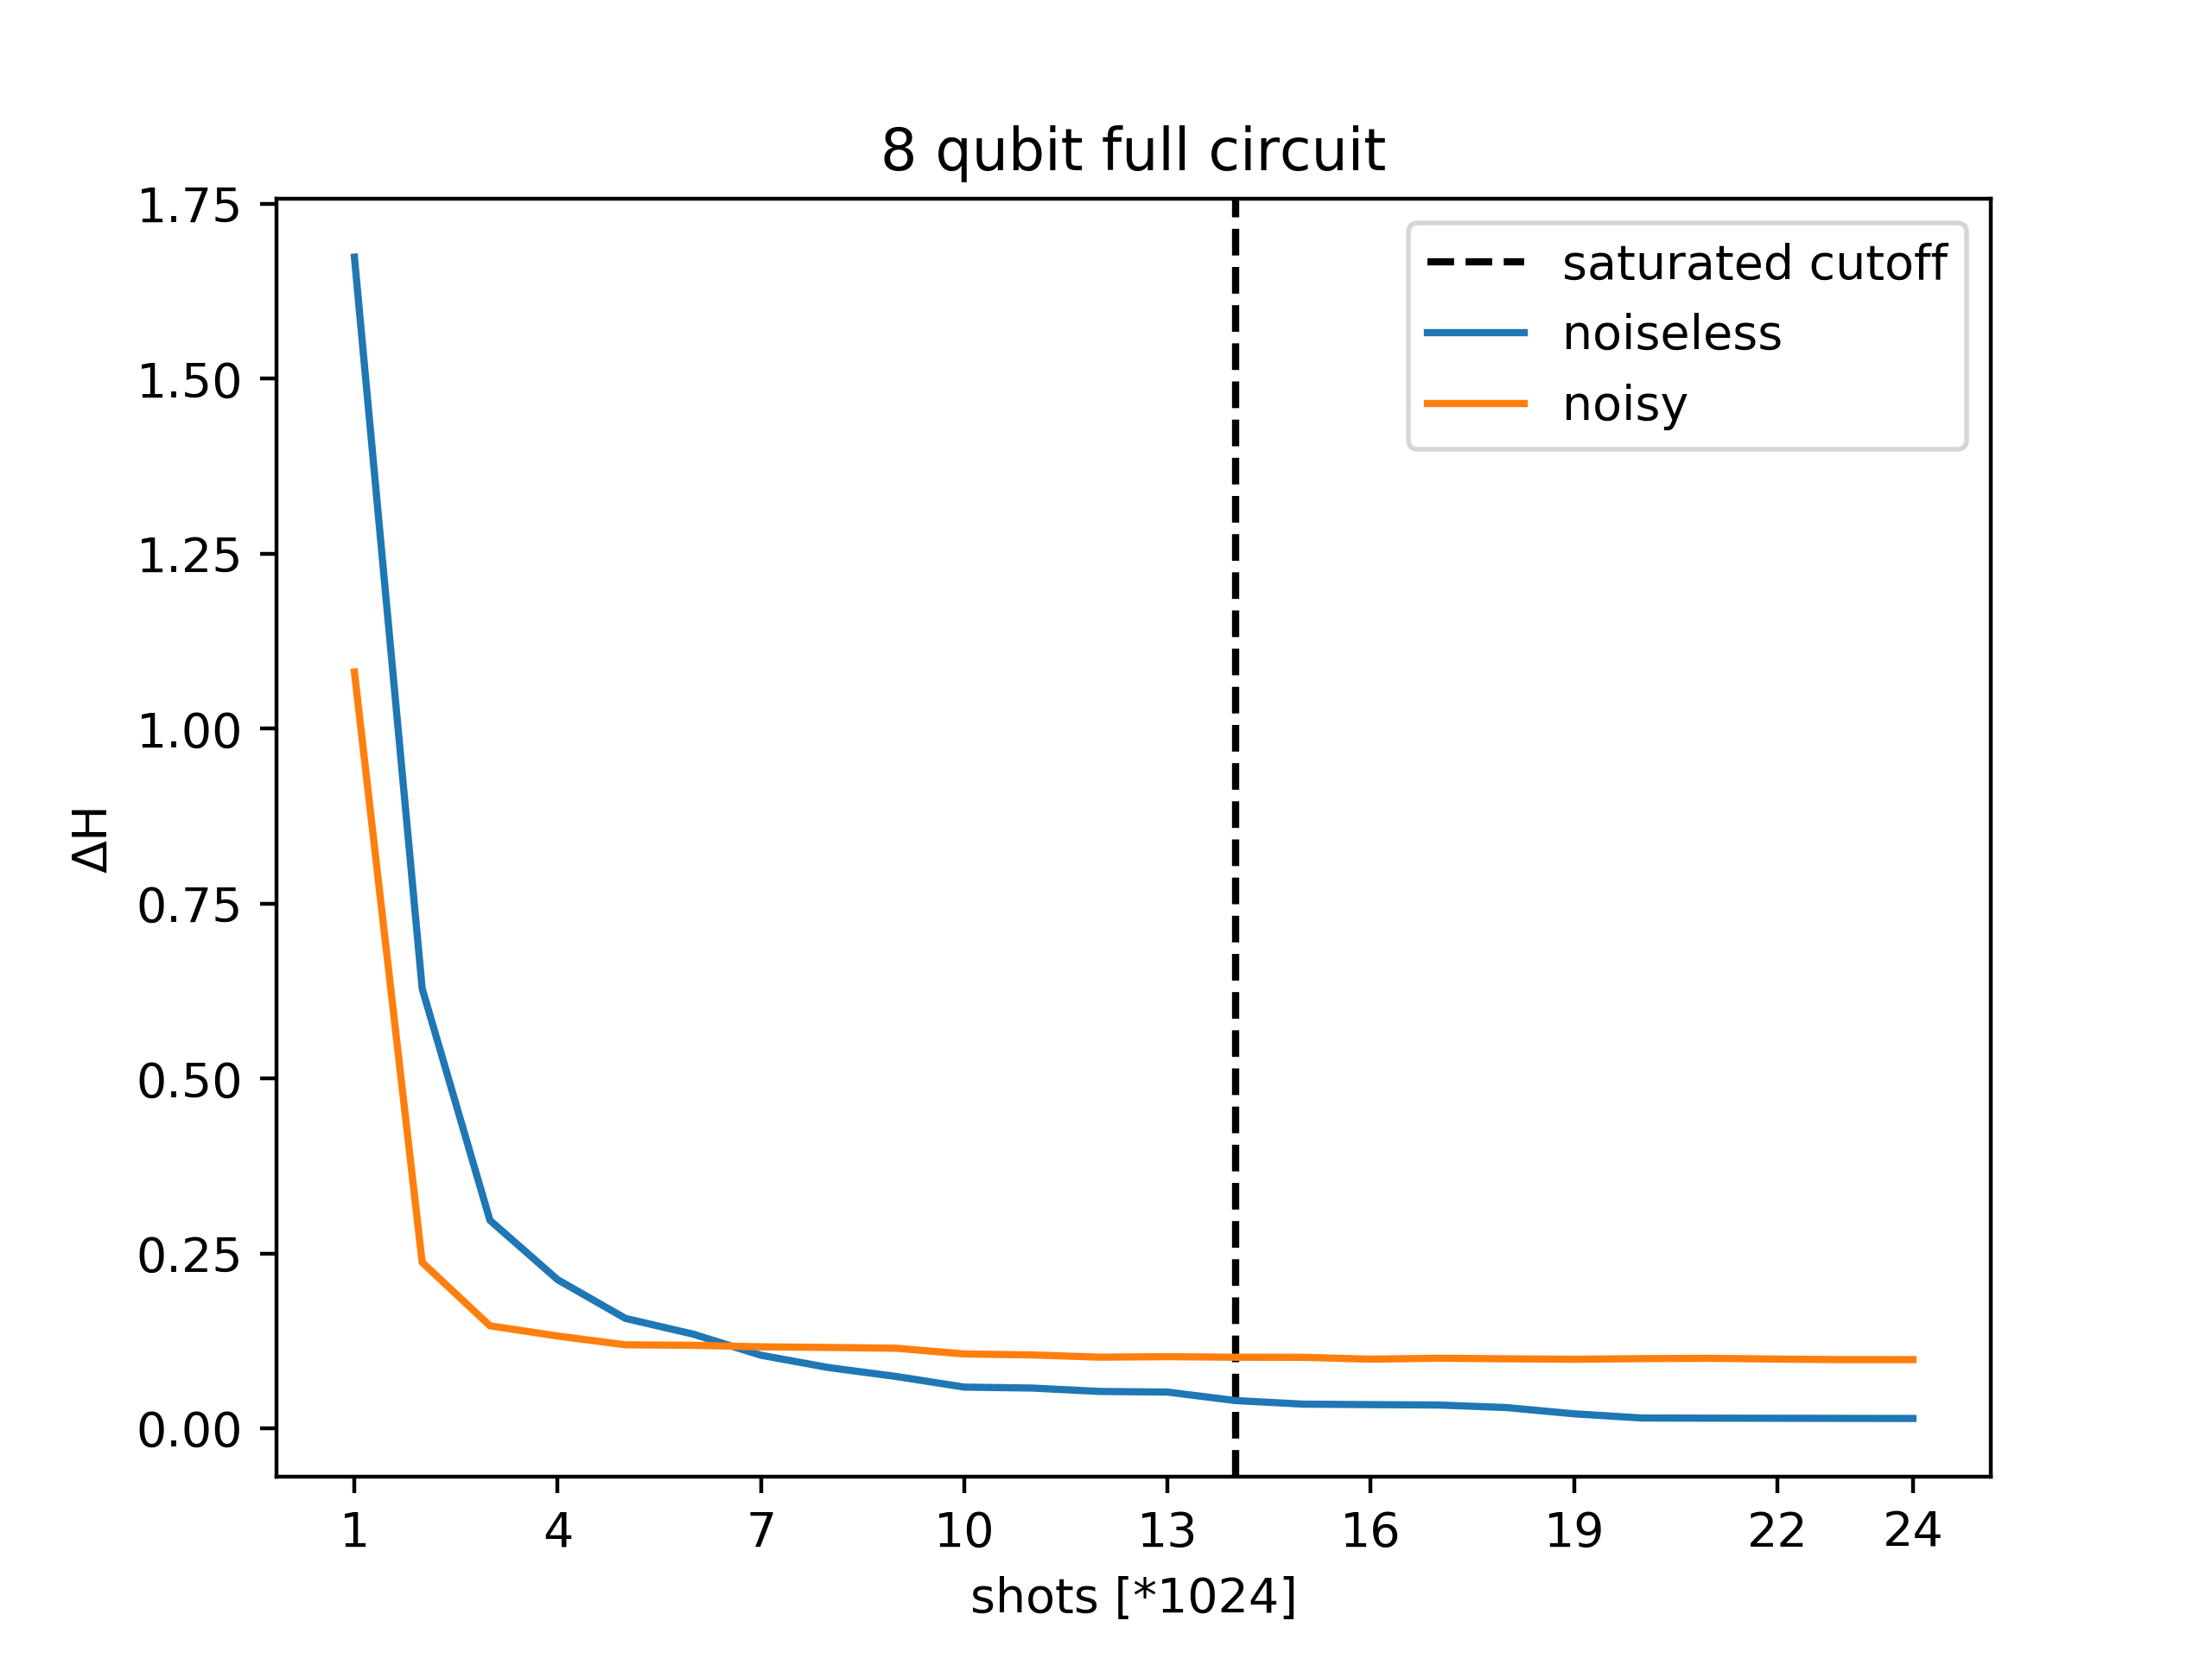 8 qubit full circuit
1.75
1.50
1.25
1.00
0.75
0.50
0.25
0.00
ΔH
saturated cutoff
noiseless
noisy
1 4 7 10 13 16 19 22 24
shots [*1024]